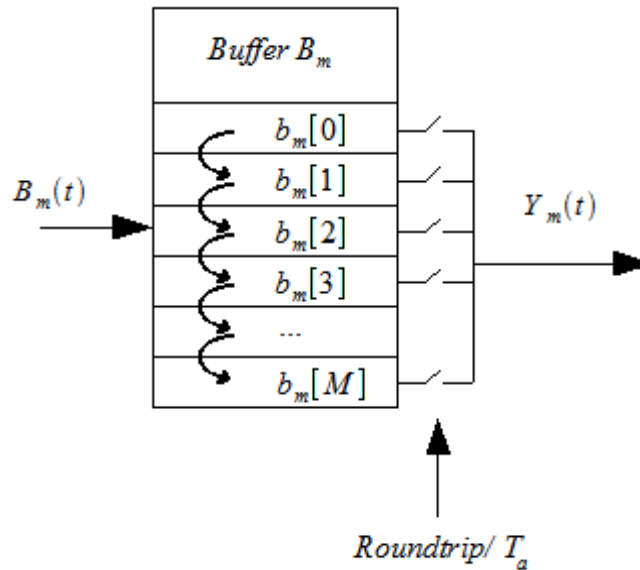 Buffer B_m
b_m[0]
b_m[1]
B_m(t)
Y_m(t)
b_m[2]
b_m[3]
...
b_m[M]
Roundtrip/ T_a